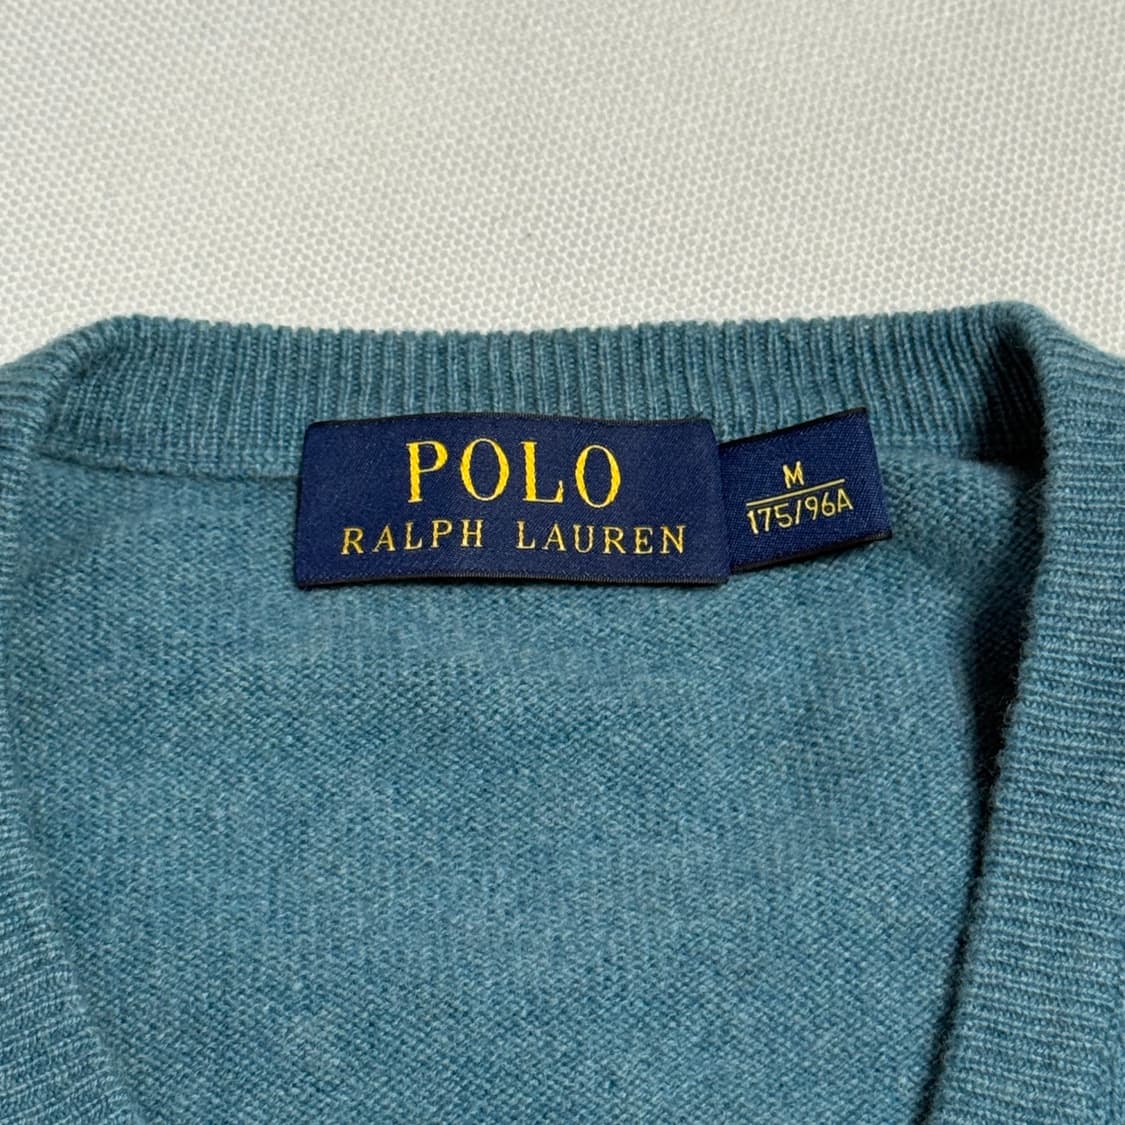 POLO
RALPH LAUREN
M
175/96A